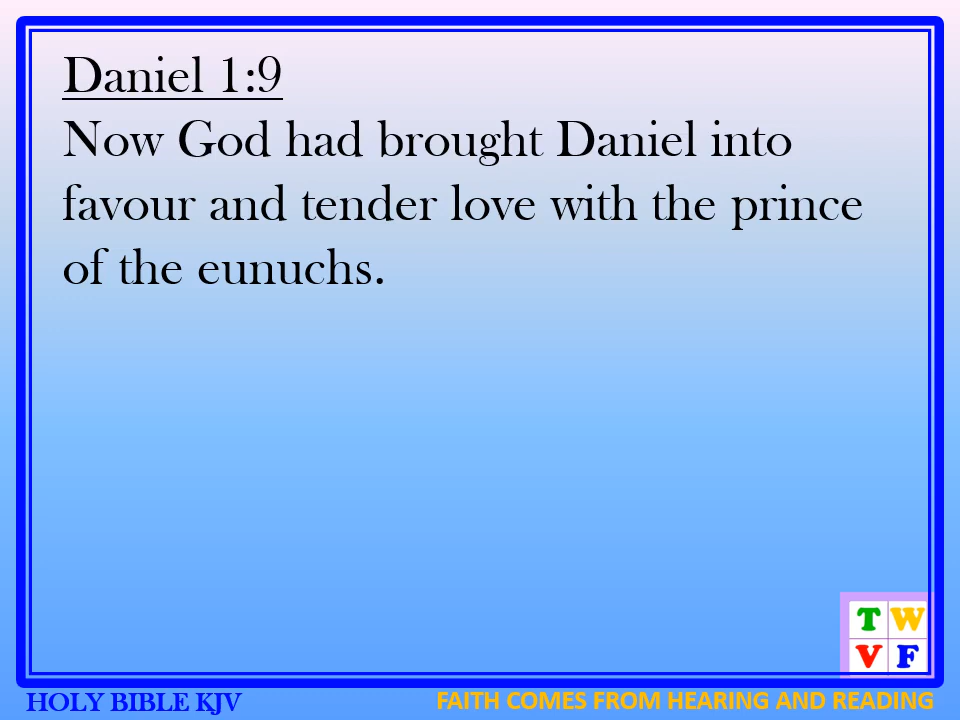 Daniel 1:9
Now God had brought Daniel into
favour and tender love with the prince
of the eunuchs.
T W
V F
HOLY BIBLE KJV
FAITH COMES FROM HEARING AND READING